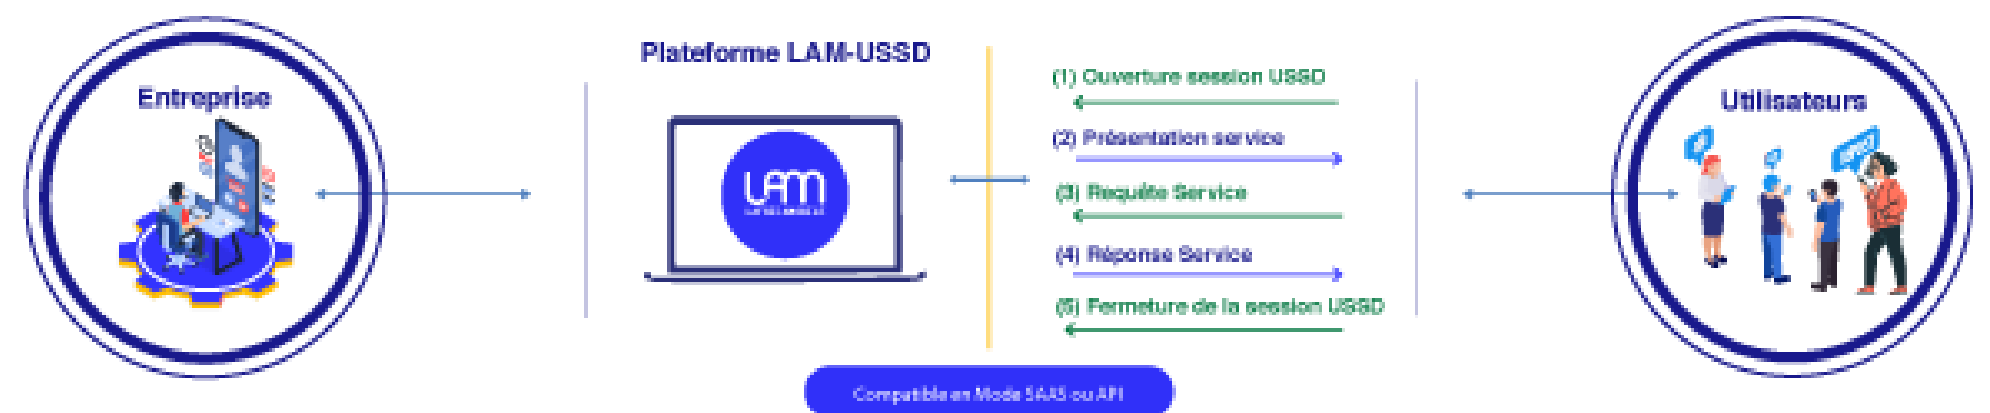 Entreprise
Plateforme LAM-USSD
LAM
(1) Ouverture session USSD
(2) Présentation service
(3) Requête Service
(4) Réponse Service
(5) Fermeture de la session USSD
Utilisateurs
Compatible en Mode SAAS ou API